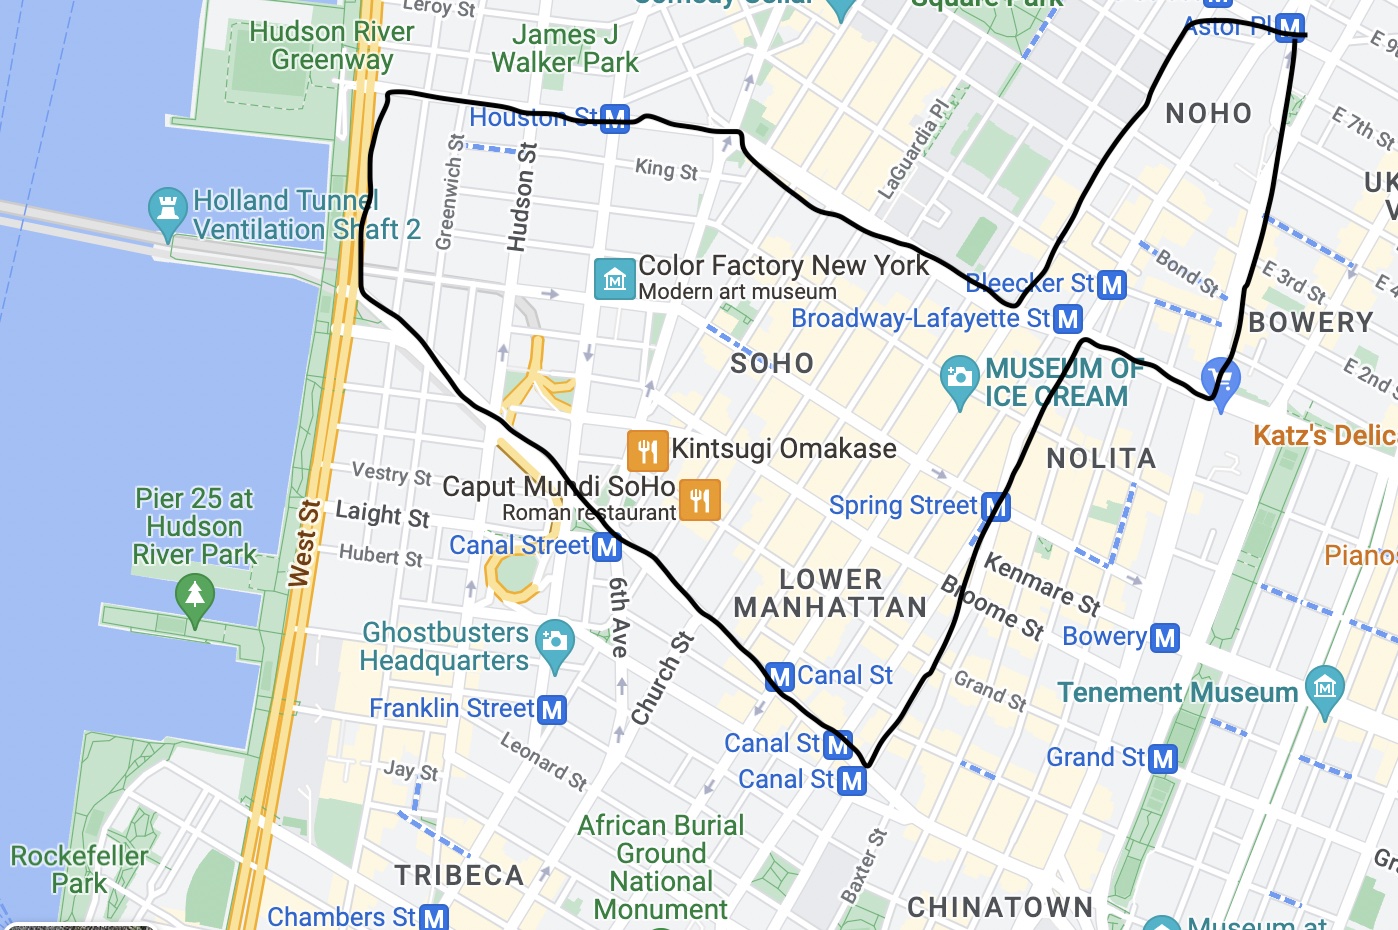 Leroy St
Hudson River
Greenway
James J
Walker Park
Astor Pl
M
E 9
NOHO
Houston St
M
E 7th St
LaGuardia Pl
Greenwich St
Hudson St
King St
Holland Tunnel
Ventilation Shaft 2
Color Factory New York
Modern art museum
Bleecker St
M
Bond St
E 3rd St
Broadway-Lafayette St
M
BOWERY
SOHO
MUSEUM OF
ICE CREAM
E 2nd S
Katz's Delic
Kintsugi Omakase
NOLITA
Vestry St
Caput Mundi SoHo
Roman restaurant
Spring Street
M
Pier 25 at
Hudson
River Park
West St
Laight St
Hubert St
Canal Street
M
Pianos
Kenmare St
Broome St
LOWER
MANHATTAN
6th Ave
Church St
Ghostbusters
Headquarters
Bowery
M
M
Canal St
Grand St
Tenement Museum
Franklin Street
M
Leonard St
Canal St
M
Canal St
M
Grand St
M
Jay St
African Burial
Ground
National
Monument
Baxter St
Rockefeller
Park
TRIBECA
CHINATOWN
Chambers St
M
Museum at